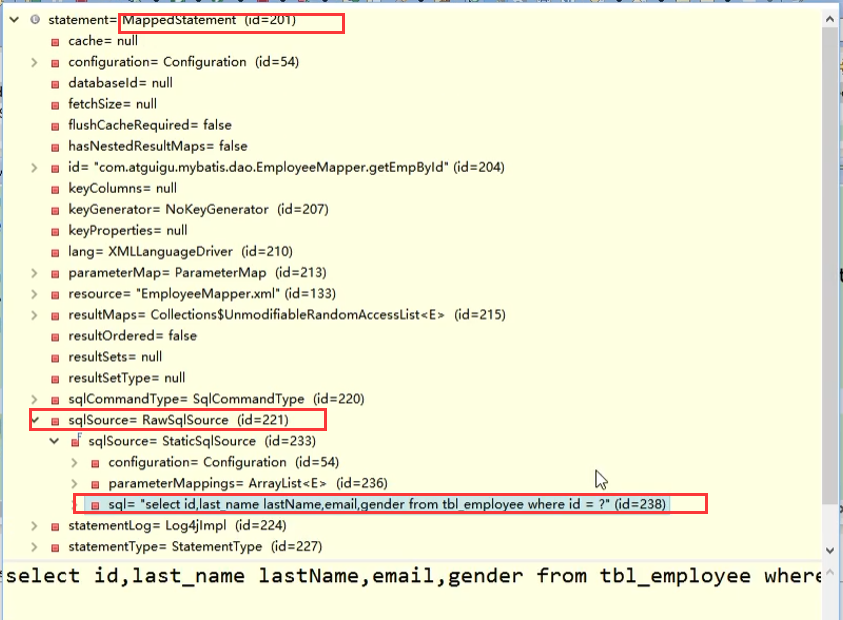 statement= MappedStatement (id=201)
cache= null
configuration= Configuration (id=54)
databaseId= null
fetchSize= null
flushCacheRequired= false
hasNestedResultMaps= false
id= "com.atguigu.mybatis.dao.EmployeeMapper.getEmpById" (id=204)
keyColumns= null
keyGenerator= NoKeyGenerator (id=207)
keyProperties= null
lang= XMLLanguageDriver (id=210)
parameterMap= ParameterMap (id=213)
resource= "EmployeeMapper.xml" (id=133)
resultMaps= Collections$UnmodifiableRandomAccessList<E> (id=215)
resultOrdered= false
resultSets= null
resultSetType= null
sqlCommandType= SqlCommandType (id=220)
sqlSource= RawSqlSource (id=221)
sqlSource= StaticSqlSource (id=233)
configuration= Configuration (id=54)
parameterMappings= ArrayList<E> (id=236)
sql= "select id,last_name lastName,email,gender from tbl_employee where id = ?" (id=238)
statementLog= Log4jImpl (id=224)
statementType= StatementType (id=227)
select id,last_name lastName,email,gender from tbl_employee where